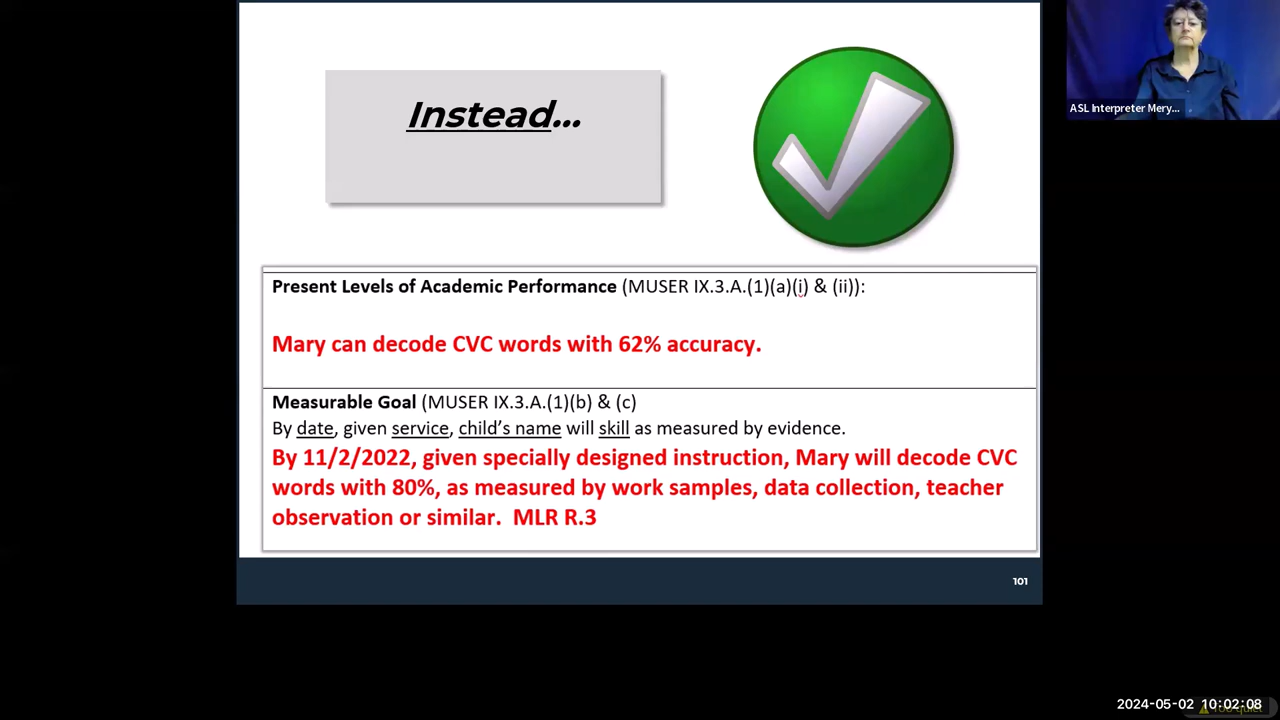 Instead...
ASL Interpreter Mery...
Present Levels of Academic Performance (MUSER IX.3.A.(1)(a)(i) & (ii)):
Mary can decode CVC words with 62% accuracy.
Measurable Goal (MUSER IX.3.A.(1)(b) & (c)
By date, given service, child's name will skill as measured by evidence.
By 11/2/2022, given specially designed instruction, Mary will decode CVC
words with 80%, as measured by work samples, data collection, teacher
observation or similar.  MLR R.3
101
2024-05-02 10:02:08